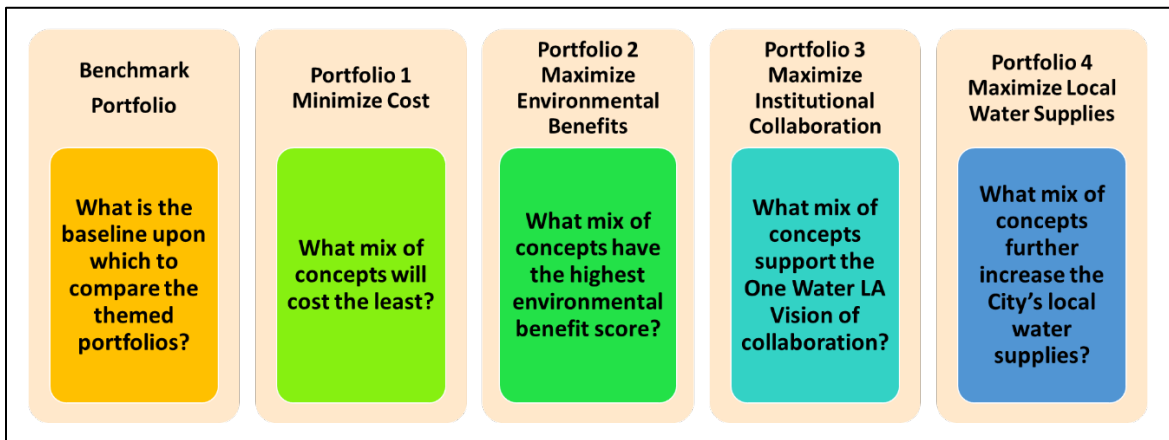 Benchmark
Portfolio
What is the
baseline upon
which to
compare the
themed
portfolios?
Portfolio 1
Minimize Cost
What mix of
concepts will
cost the least?
Portfolio 2
Maximize
Environmental
Benefits
What mix of
concepts have
the highest
environmental
benefit score?
Portfolio 3
Maximize
Institutional
Collaboration
What mix of
concepts
support the
One Water LA
Vision of
collaboration?
Portfolio 4
Maximize Local
Water Supplies
What mix of
concepts
further
increase the
City's local
water
supplies?